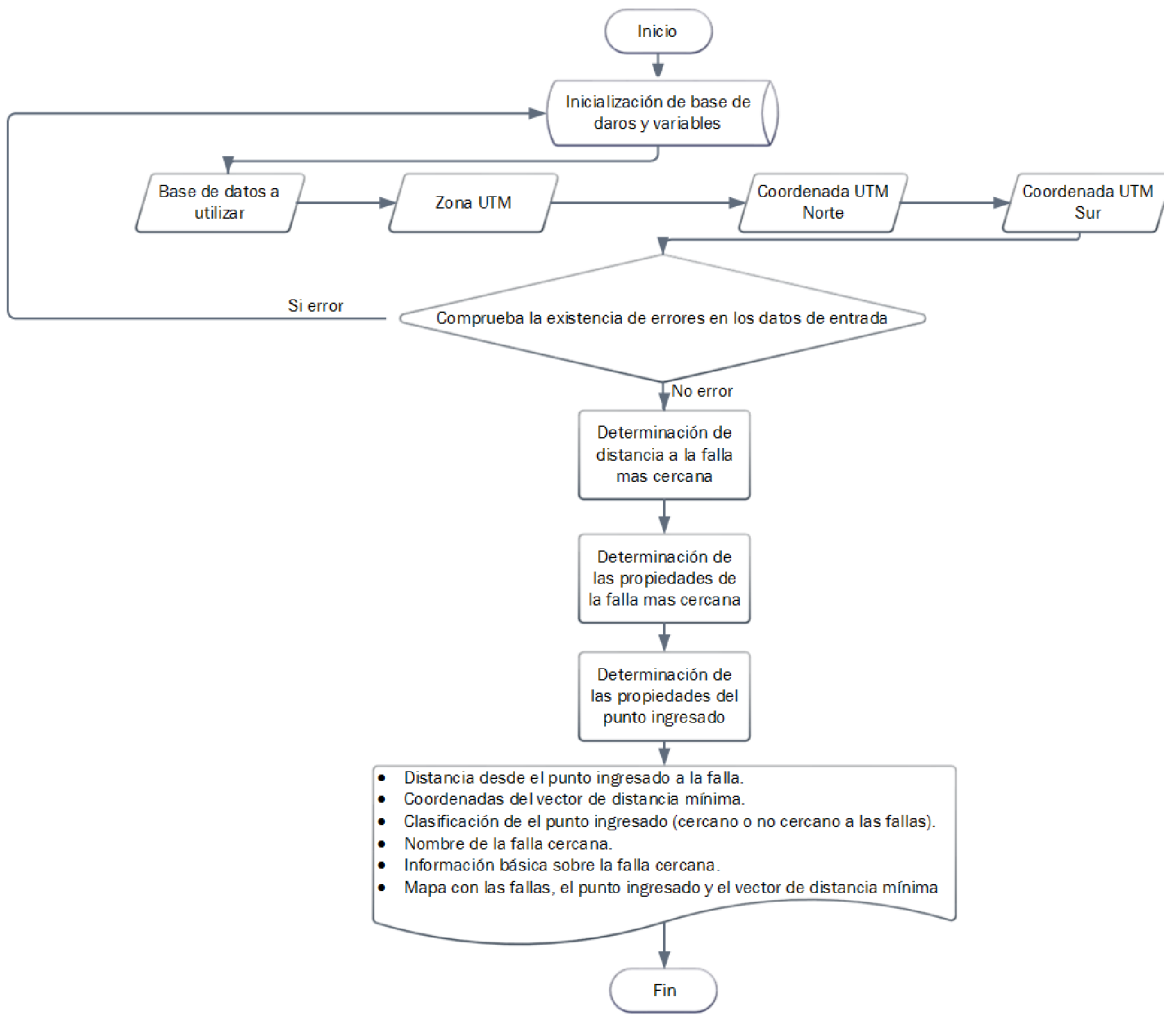 Inicio
Inicialización de base de
daros y variables
Base de datos a
utilizar
Zona UTM
Coordenada UTM
Norte
Coordenada UTM
Sur
Si error
Comprueba la existencia de errores en los datos de entrada
No error
Determinación de
distancia a la falla
mas cercana
Determinación de
las propiedades de
la falla mas cercana
Determinación de
las propiedades del
punto ingresado
• Distancia desde el punto ingresado a la falla.
• Coordenadas del vector de distancia mínima.
• Clasificación de el punto ingresado (cercano o no cercano a las fallas).
• Nombre de la falla cercana.
• Información básica sobre la falla cercana.
• Mapa con las fallas, el punto ingresado y el vector de distancia mínima
Fin